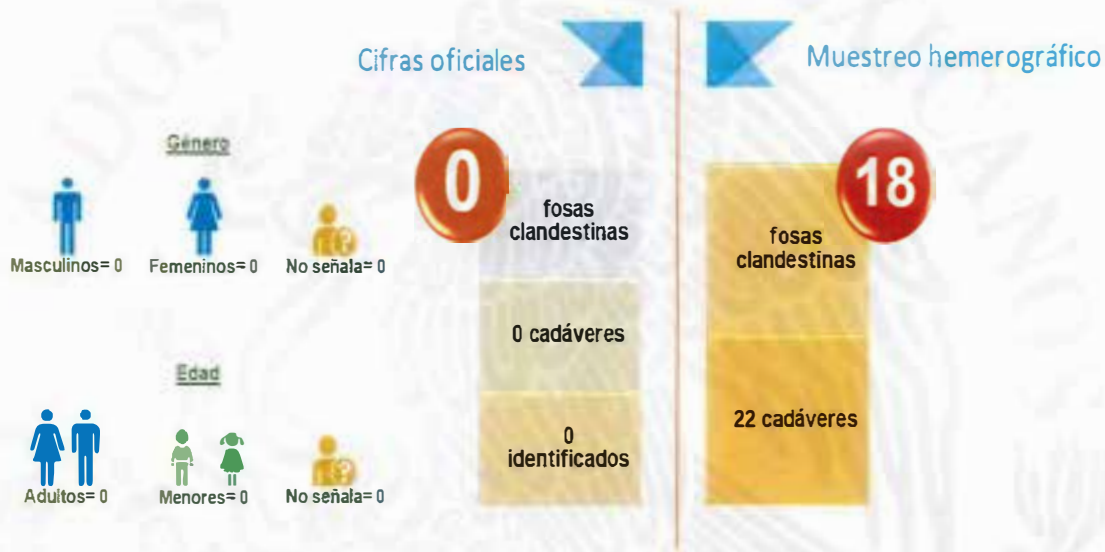 Cifras oficiales
Muestreo hemerográfico
Género
Masculinos= 0
Femeninos= 0
No señala= 0
Edad
Adultos= 0
Menores= 0
No señala= 0
0
fosas
clandestinas
0 cadáveres
0
identificados
18
fosas
clandestinas
22 cadáveres